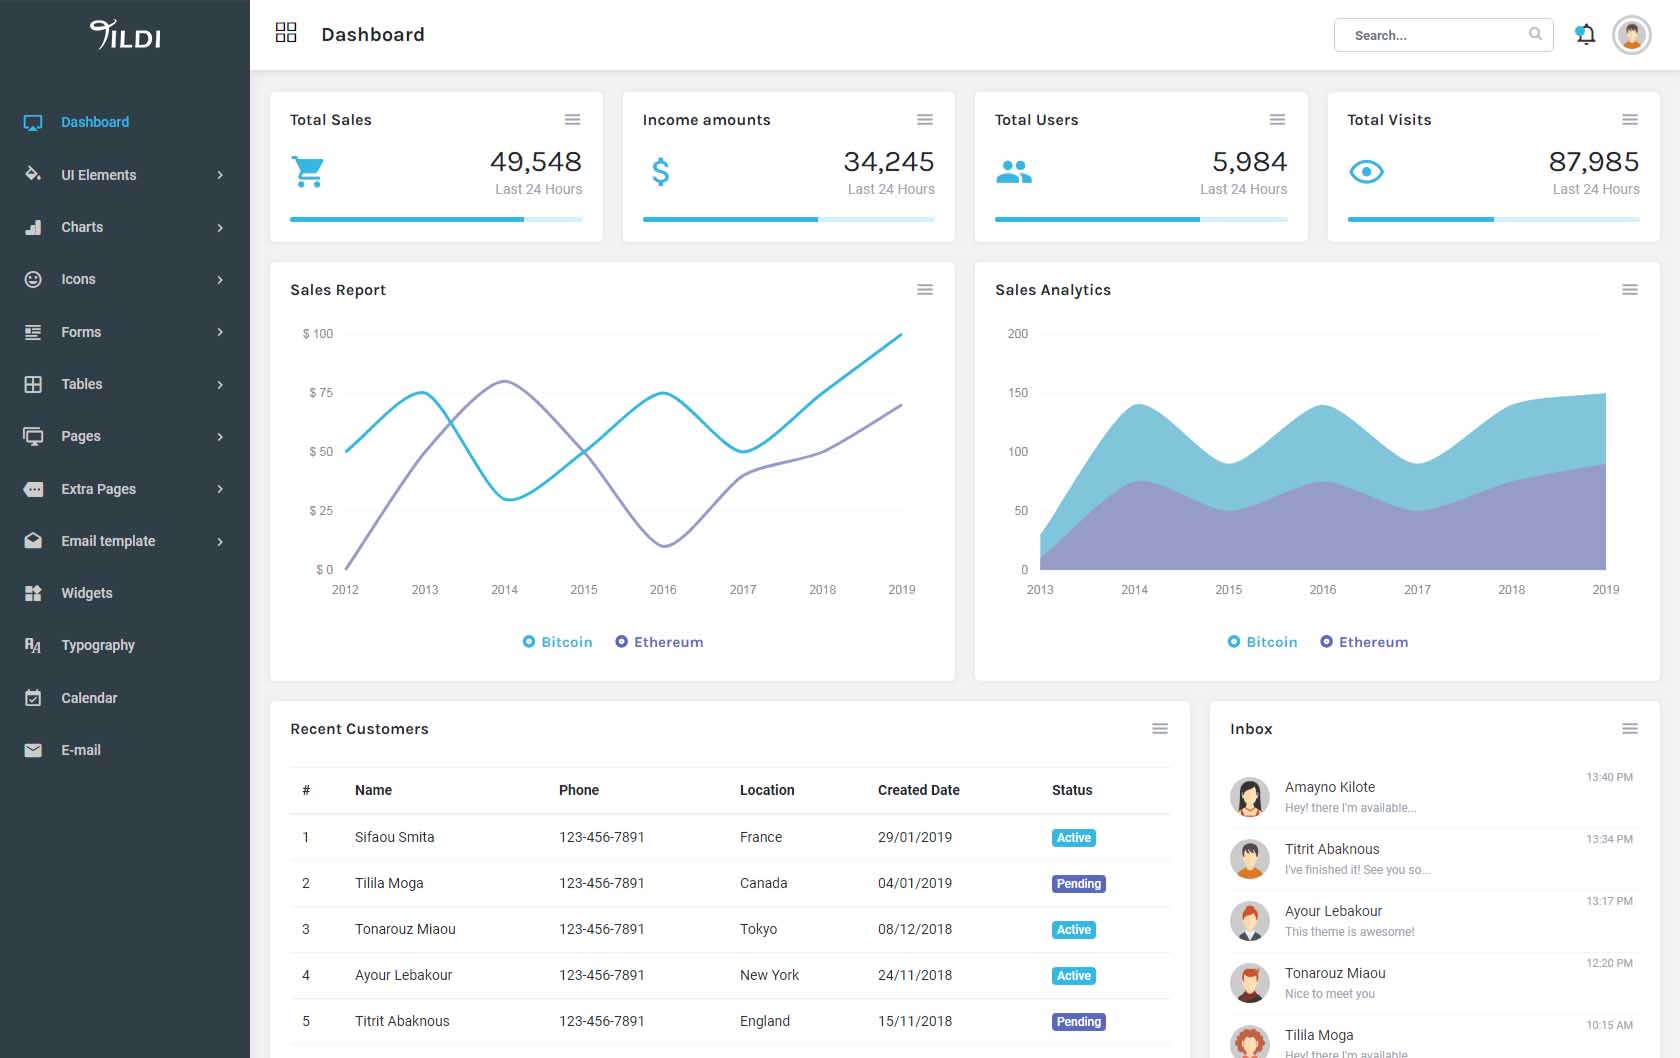 TILDI
Dashboard
UI Elements
Charts
Icons
Forms
Tables
Pages
Extra Pages
Email template
Widgets
Typography
Calendar
E-mail
Dashboard
Search...
Total Sales
49,548
Last 24 Hours
Income amounts
$
34,245
Last 24 Hours
Total Users
5,984
Last 24 Hours
Total Visits
87,985
Last 24 Hours
Sales Report
$ 100
$ 75
$ 50
$ 25
$ 0
2012 2013 2014 2015 2016 2017 2018 2019
Bitcoin Ethereum
Sales Analytics
200
150
100
50
0
2013 2014 2015 2016 2017 2018 2019
Bitcoin Ethereum
Recent Customers
# Name Phone Location Created Date Status
1 Sifaou Smita 123-456-7891 France 29/01/2019 Active
2 Tilila Moga 123-456-7891 Canada 04/01/2019 Pending
3 Tonarouz Miaou 123-456-7891 Tokyo 08/12/2018 Active
4 Ayour Lebakour 123-456-7891 New York 24/11/2018 Active
5 Titrit Abaknous 123-456-7891 England 15/11/2018 Pending
Inbox
Amayno Kilote 13:40 PM
Hey! there I'm available...
Titrit Abaknous 13:34 PM
I've finished it! See you so...
Ayour Lebakour 13:17 PM
This theme is awesome!
Tonarouz Miaou 12:20 PM
Nice to meet you
Tilila Moga 10:15 AM
Hey! there I'm available...